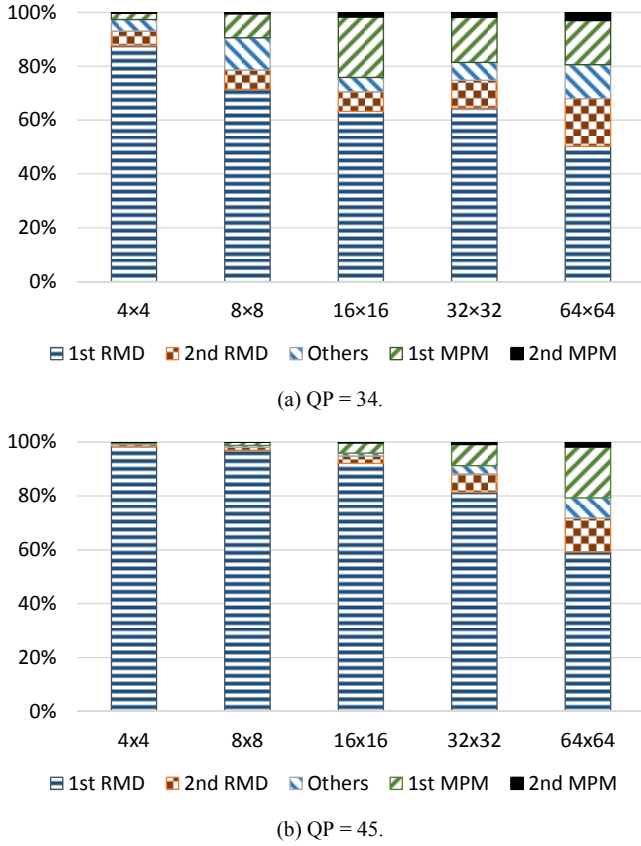 100%
80%
60%
40%
20%
0%
4×4 8×8 16×16 32×32 64×64
1st RMD 2nd RMD Others 1st MPM 2nd MPM
(a) QP = 34.
100%
80%
60%
40%
20%
0%
4x4 8x8 16x16 32x32 64x64
1st RMD 2nd RMD Others 1st MPM 2nd MPM
(b) QP = 45.